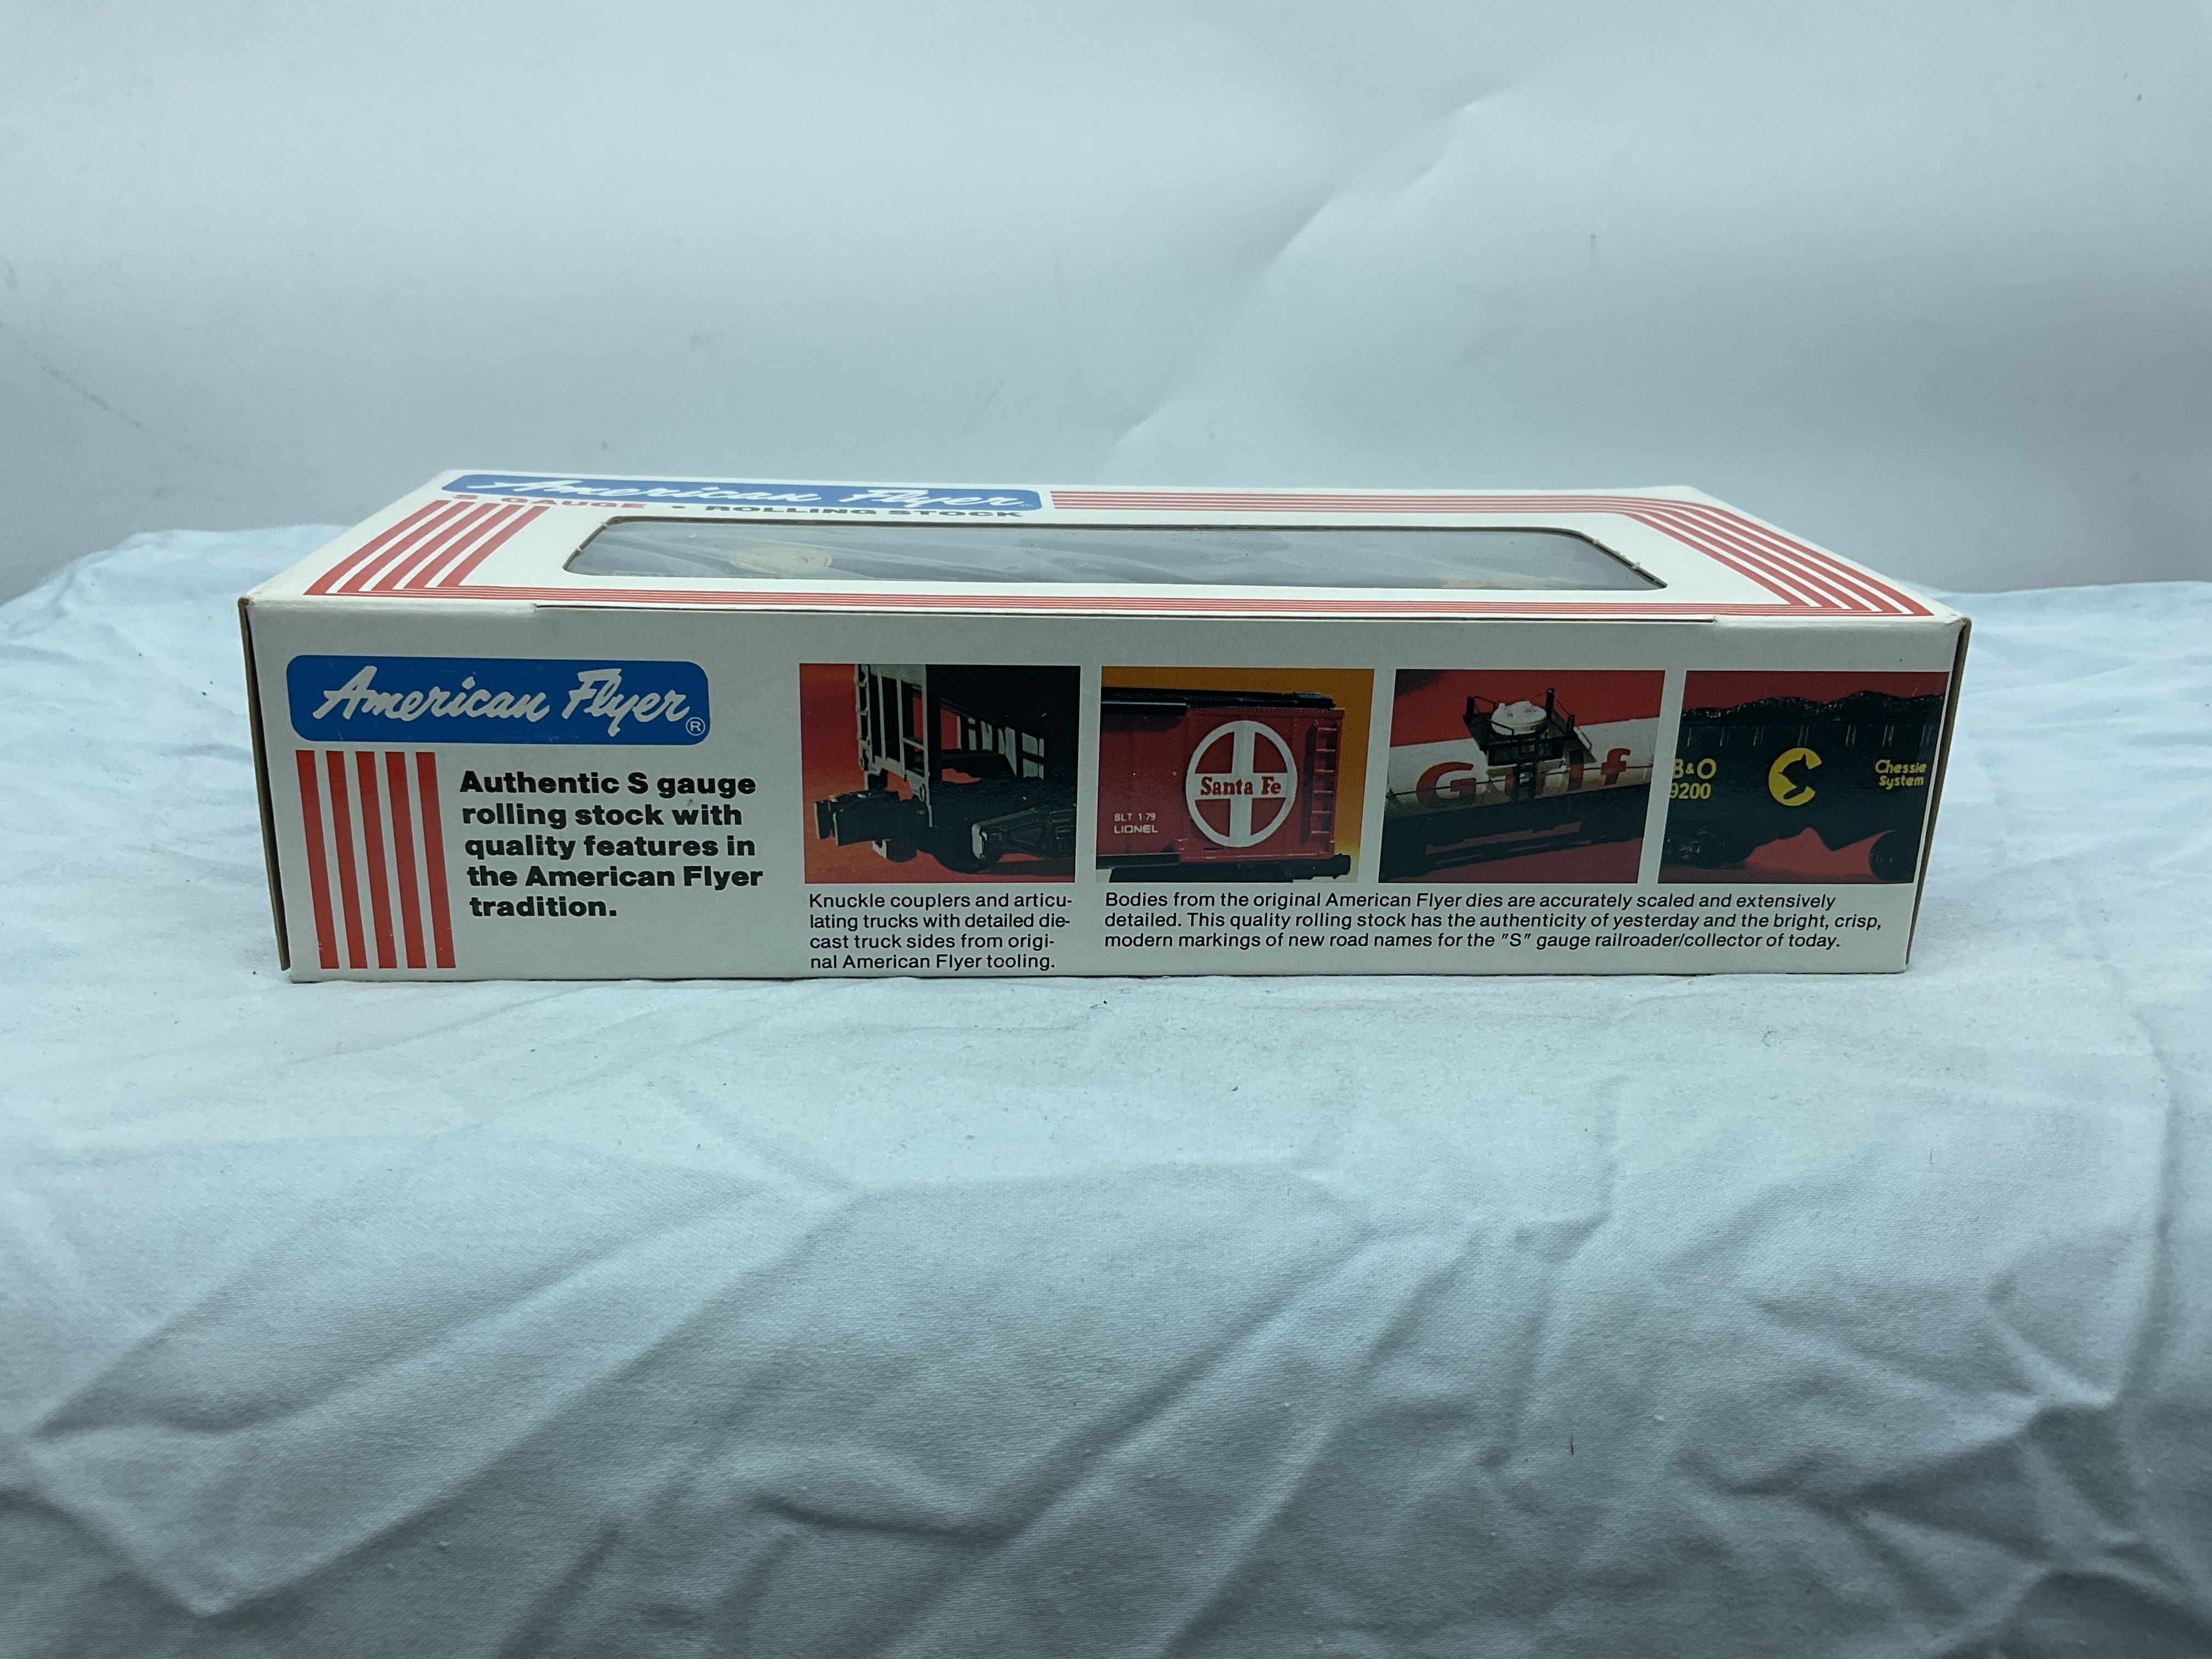 American Flyer
S GAUGE • ROLLING STOCK
American Flyer®
Authentic S gauge
rolling stock with
quality features in
the American Flyer
tradition.
Santa Fe
BLT 1-79
LIONEL
Gulf
B&O
9200
Chessie
System
Knuckle couplers and articu-
lating trucks with detailed die-
cast truck sides from origi-
nal American Flyer tooling.
Bodies from the original American Flyer dies are accurately scaled and extensively
detailed. This quality rolling stock has the authenticity of yesterday and the bright, crisp,
modern markings of new road names for the "S" gauge railroader/collector of today.